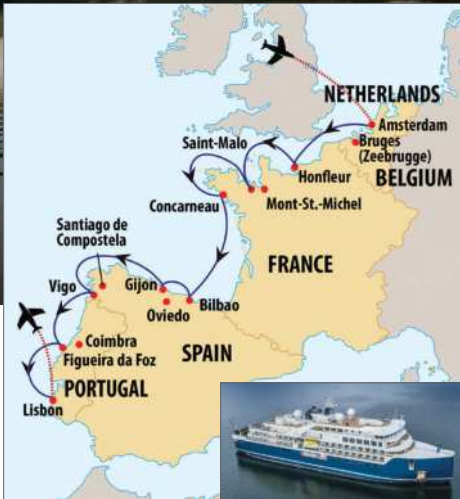 NETHERLANDS
Amsterdam
Bruges
(Zeebrugge)
BELGIUM
Saint-Malo
Honfleur
Mont-St.-Michel
Concarneau
FRANCE
Santiago de
Compostela
Vigo
Gijon
Oviedo
Bilbao
SPAIN
Coimbra
Figueira da Foz
PORTUGAL
Lisbon